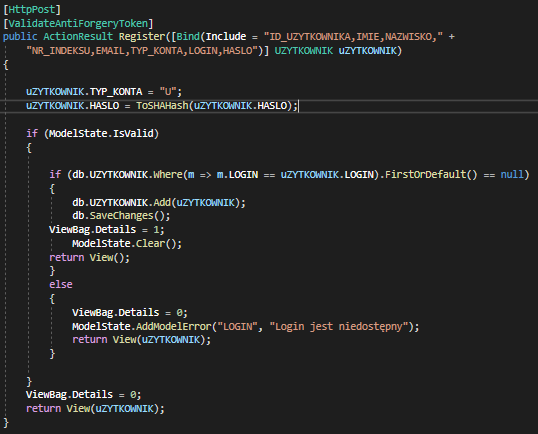 [HttpPost]
[ValidateAntiForgeryToken]
public ActionResult Register([Bind(Include = "ID_UZYTKOWNIKA,IMIE,NAZWISKO," +
"NR_INDEKSU,EMAIL,TYP_KONTA,LOGIN,HASLO")] UZYTKOWNIK uZYTKOWNIK)
{
uZYTKOWNIK.TYP_KONTA = "U";
uZYTKOWNIK.HASLO = ToSHAHash(uZYTKOWNIK.HASLO);
if (ModelState.IsValid)
{
if (db.UZYTKOWNIK.Where(m => m.LOGIN == uZYTKOWNIK.LOGIN).FirstOrDefault() == null)
{
db.UZYTKOWNIK.Add(uZYTKOWNIK);
db.SaveChanges();
ViewBag.Details = 1;
ModelState.Clear();
return View();
}
else
{
ViewBag.Details = 0;
ModelState.AddModelError("LOGIN", "Login jest niedostępny");
return View(uZYTKOWNIK);
}
}
ViewBag.Details = 0;
return View(uZYTKOWNIK);
}